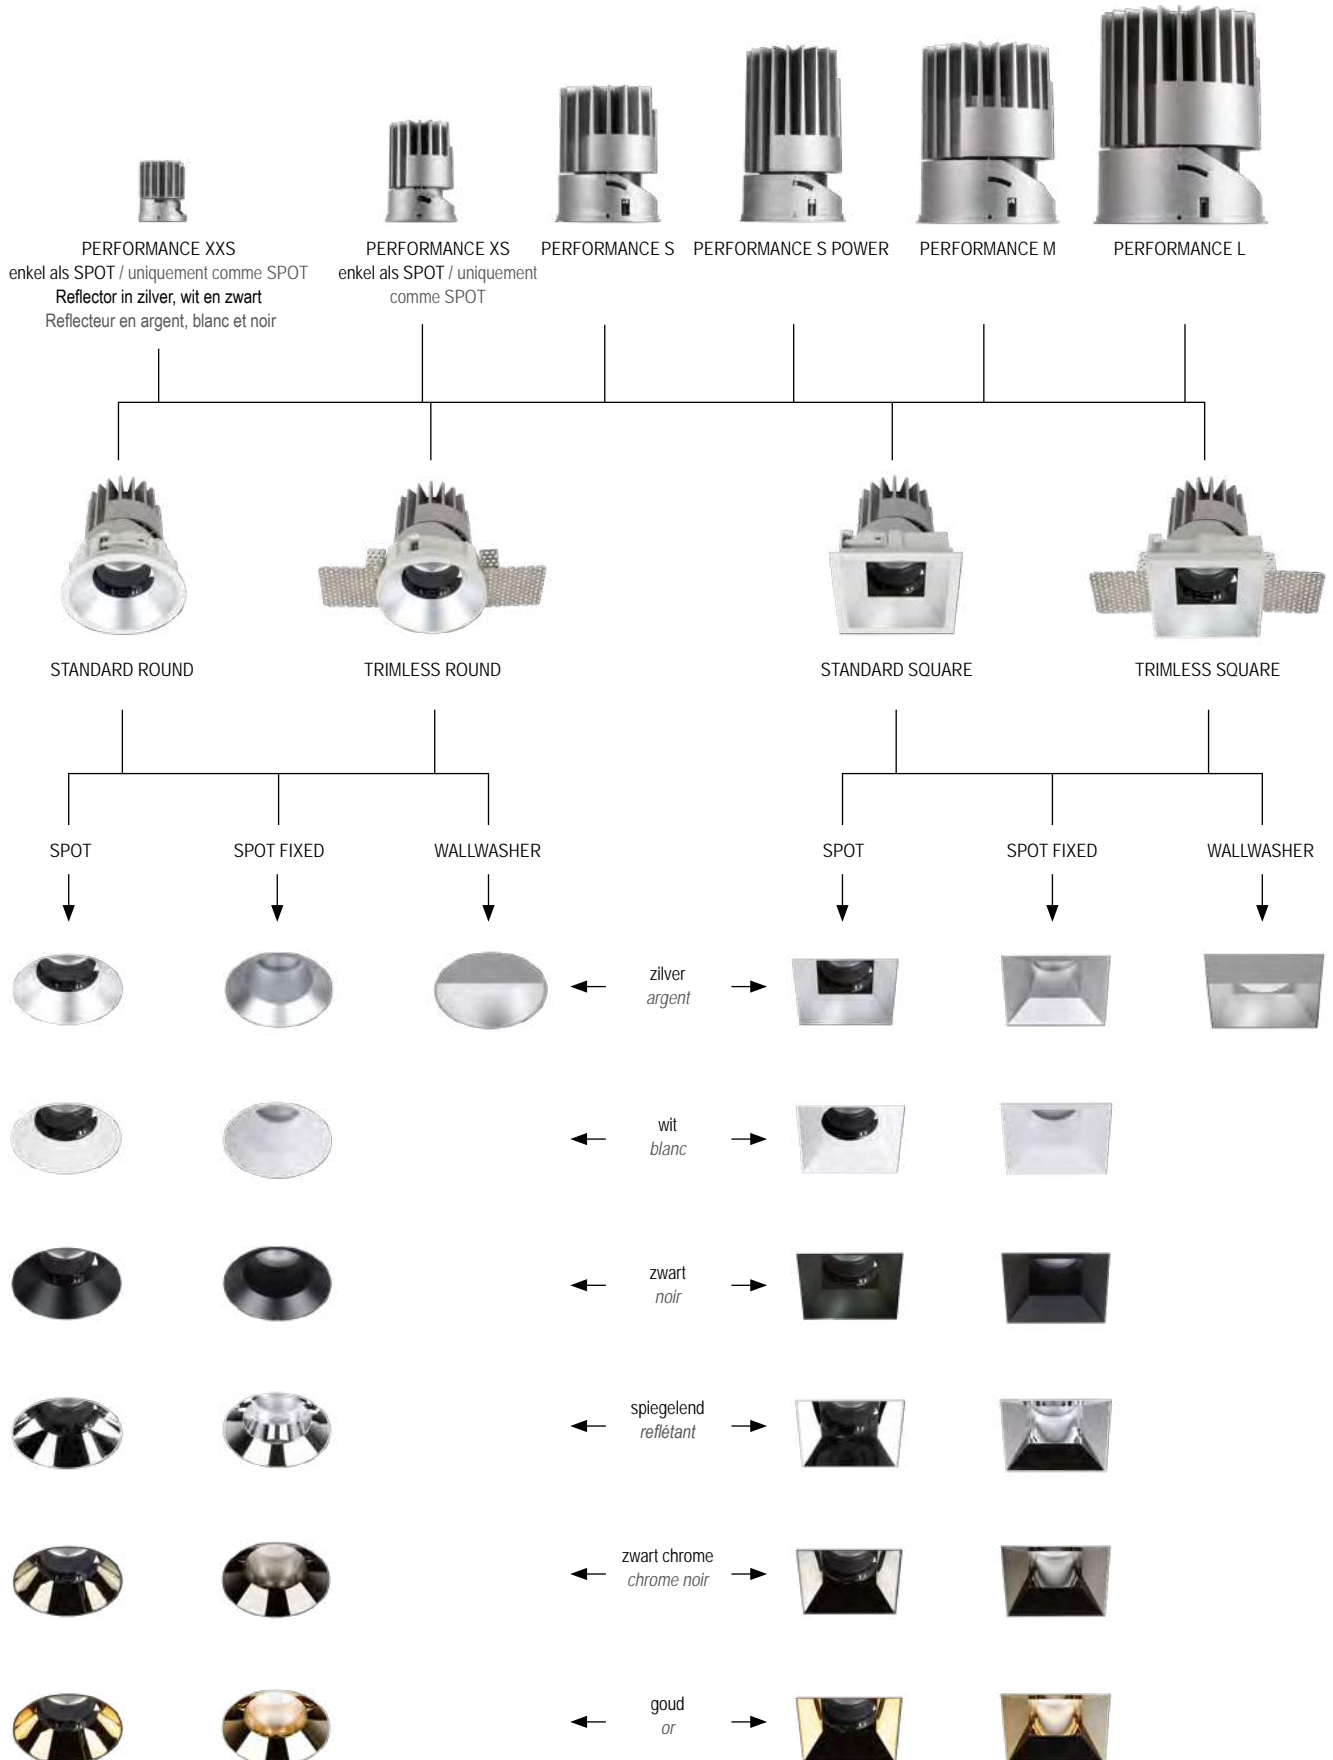 PERFORMANCE XXS
enkel als SPOT / uniquement comme SPOT
Reflector in zilver, wit en zwart
Reflecteur en argent, blanc et noir
PERFORMANCE XS
enkel als SPOT / uniquement
comme SPOT
PERFORMANCE S
PERFORMANCE S POWER
PERFORMANCE M
PERFORMANCE L
STANDARD ROUND
TRIMLESS ROUND
STANDARD SQUARE
TRIMLESS SQUARE
SPOT
SPOT FIXED
WALLWASHER
SPOT
SPOT FIXED
WALLWASHER
zilver
argent
wit
blanc
zwart
noir
spiegelend
reflétant
zwart chrome
chrome noir
goud
or